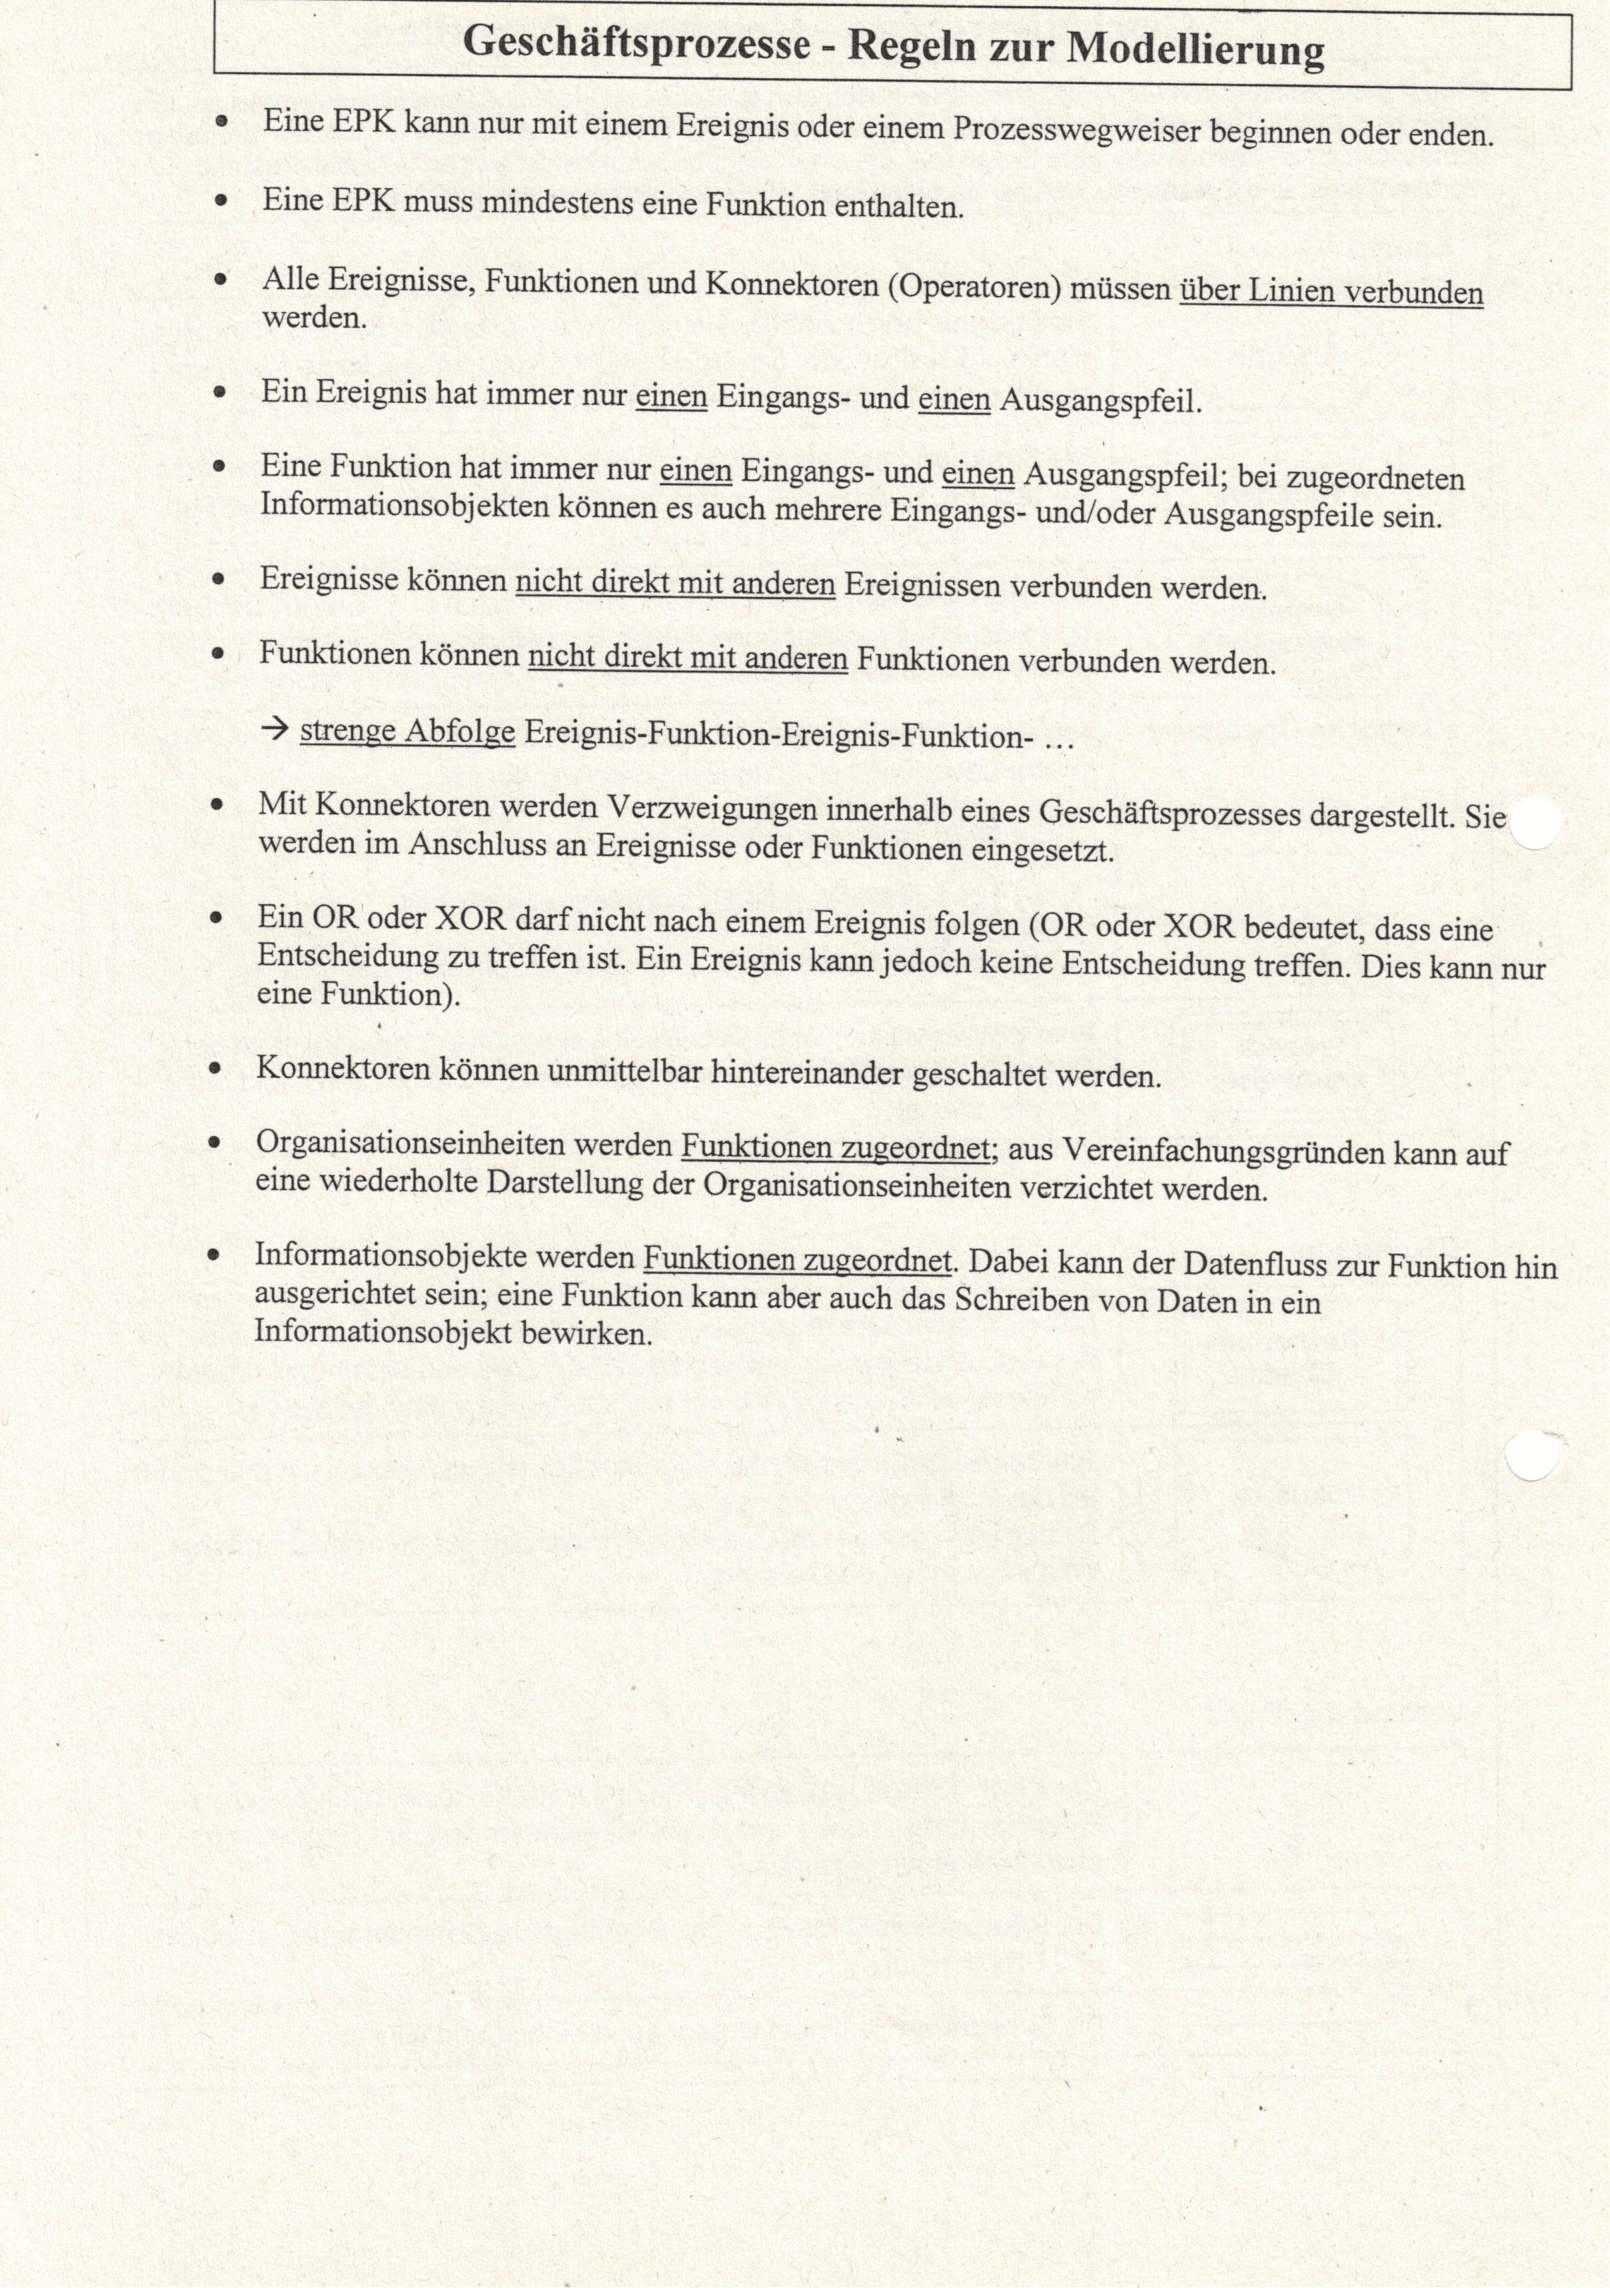 Geschäftsprozesse - Regeln zur Modellierung
• Eine EPK kann nur mit einem Ereignis oder einem Prozesswegweiser beginnen oder enden.
• Eine EPK muss mindestens eine Funktion enthalten.
• Alle Ereignisse, Funktionen und Konnektoren (Operatoren) müssen über Linien verbunden
werden.
• Ein Ereignis hat immer nur einen Eingangs- und einen Ausgangspfeil.
• Eine Funktion hat immer nur einen Eingangs- und einen Ausgangspfeil; bei zugeordneten
Informationsobjekten können es auch mehrere Eingangs- und/oder Ausgangspfeile sein.
• Ereignisse können nicht direkt mit anderen Ereignissen verbunden werden.
• Funktionen können nicht direkt mit anderen Funktionen verbunden werden.
→ strenge Abfolge Ereignis-Funktion-Ereignis-Funktion- …
• Mit Konnektoren werden Verzweigungen innerhalb eines Geschäftsprozesses dargestellt. Sie
werden im Anschluss an Ereignisse oder Funktionen eingesetzt.
• Ein OR oder XOR darf nicht nach einem Ereignis folgen (OR oder XOR bedeutet, dass eine
Entscheidung zu treffen ist. Ein Ereignis kann jedoch keine Entscheidung treffen. Dies kann nur
eine Funktion).
• Konnektoren können unmittelbar hintereinander geschaltet werden.
• Organisationseinheiten werden Funktionen zugeordnet; aus Vereinfachungsgründen kann auf
eine wiederholte Darstellung der Organisationseinheiten verzichtet werden.
• Informationsobjekte werden Funktionen zugeordnet. Dabei kann der Datenfluss zur Funktion hin
ausgerichtet sein; eine Funktion kann aber auch das Schreiben von Daten in ein
Informationsobjekt bewirken.